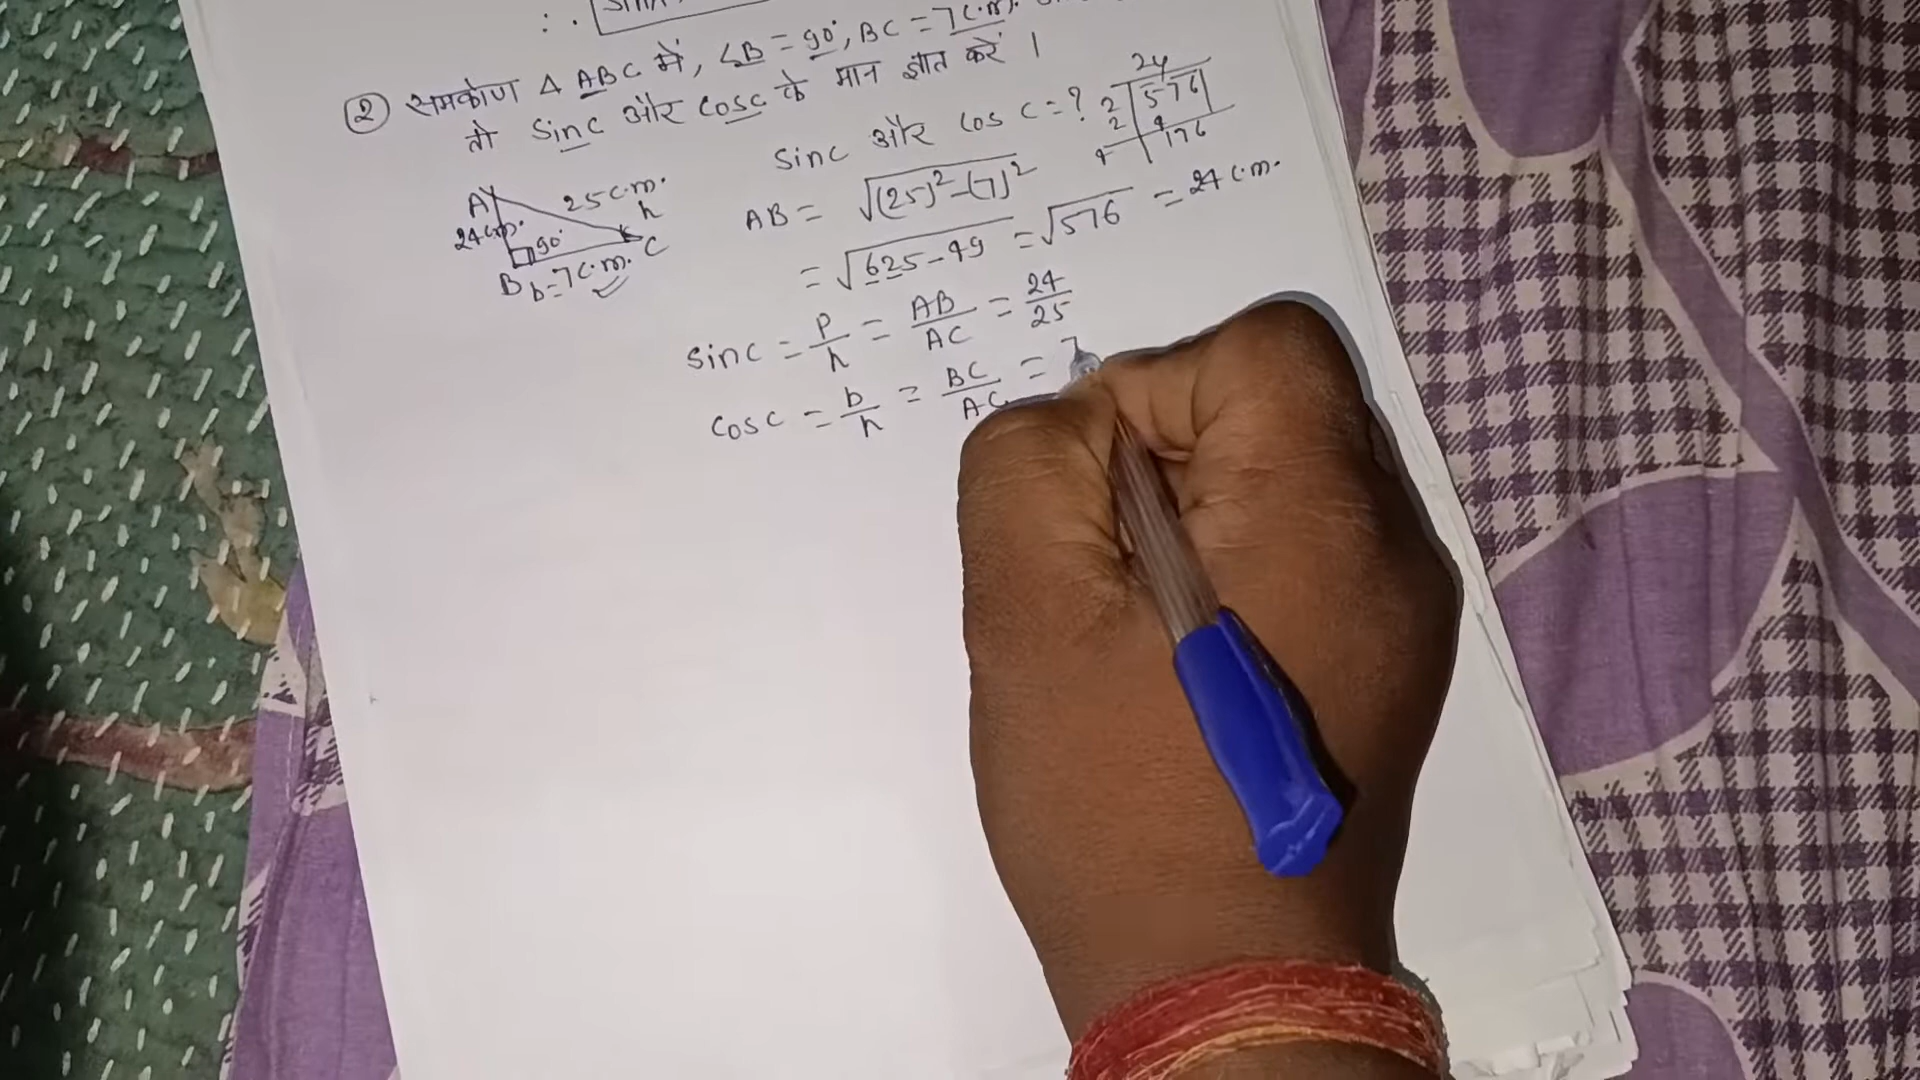 ∴
② समकोण Δ ABC में, ∠B = 90°, BC = 7 c.m.
तो Sinc और Cosc के मान ज्ञात करें ।
Sinc और Cos C = ?
24
2 | 576
2 | 4
4 | 176
A
25 c.m.
h
24 c.m.
90°
B
b = 7 c.m.
C
AB = √(25)² - (7)²
= √625 - 49 = √576 = 24 c.m.
Sinc = P/h = AB/AC = 24/25
Cosc = b/h = BC/AC = 7